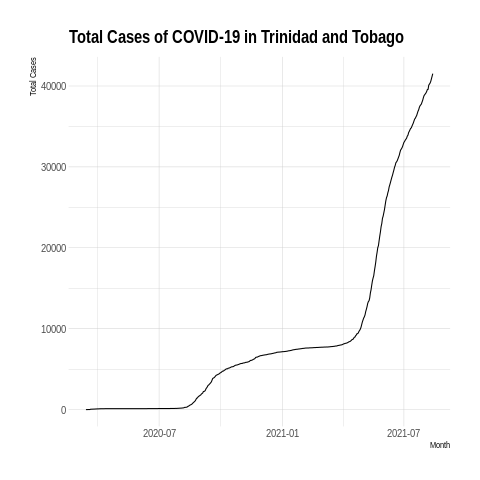 Total Cases of COVID-19 in Trinidad and Tobago
Total Cases
40000
30000
20000
10000
0
2020-07
2021-01
2021-07
Month